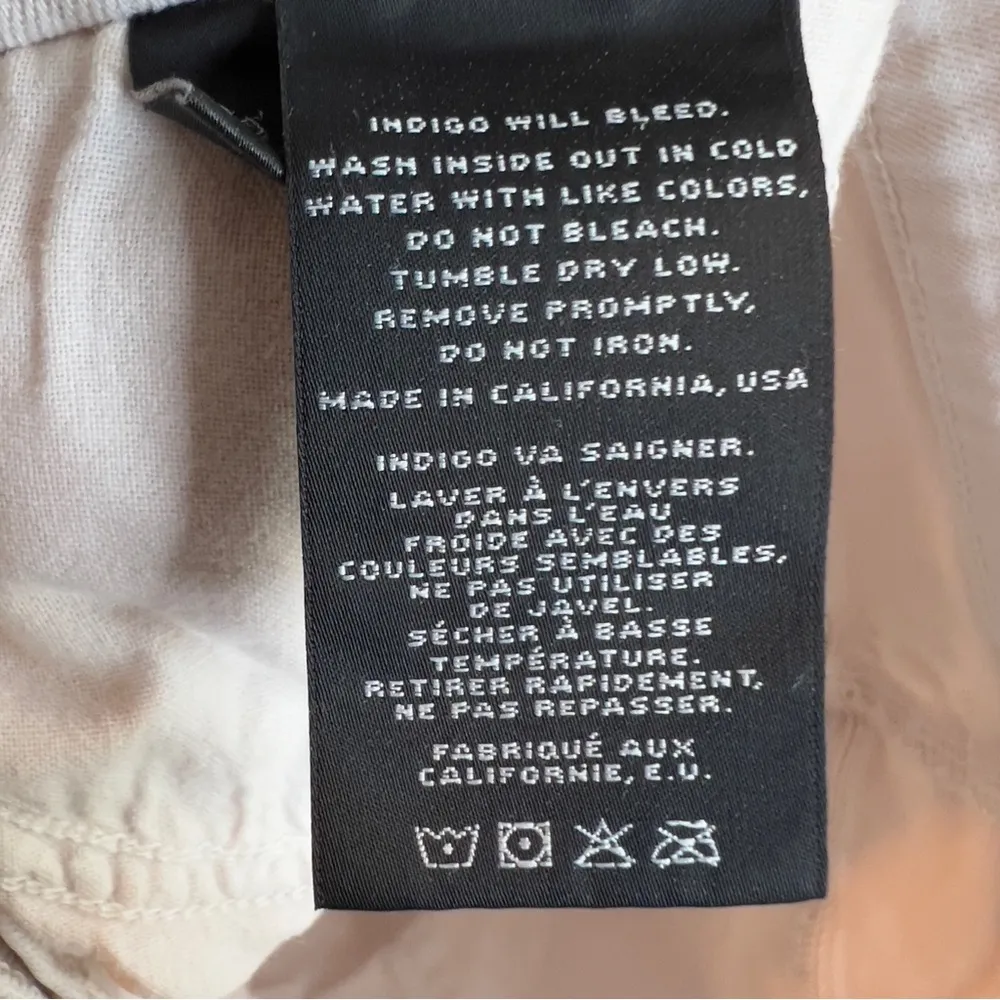 INDIGO WILL BLEED.
WASH INSIDE OUT IN COLD
WATER WITH LIKE COLORS,
DO NOT BLEACH.
TUMBLE DRY LOW.
REMOVE PROMPTLY,
DO NOT IRON.
MADE IN CALIFORNIA, USA
INDIGO VA SAIGNER.
LAVER À L'ENVERS
DANS L'EAU
FROIDE AVEC DES
COULEURS SEMBLABLES,
NE PAS UTILISER
DE JAVEL.
SÉCHER À BASSE
TEMPÉRATURE.
RETIRER RAPIDEMENT,
NE PAS REPASSER.
FABRIQUÉ AUX
CALIFORNIE, E.U.